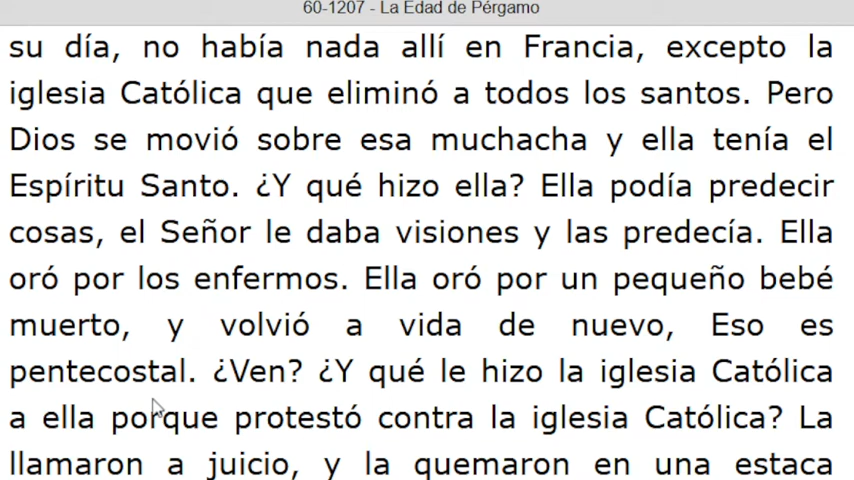 60-1207 - La Edad de Pérgamo
su día, no había nada allí en Francia, excepto la
iglesia Católica que eliminó a todos los santos. Pero
Dios se movió sobre esa muchacha y ella tenía el
Espíritu Santo. ¿Y qué hizo ella? Ella podía predecir
cosas, el Señor le daba visiones y las predecía. Ella
oró por los enfermos. Ella oró por un pequeño bebé
muerto, y volvió a vida de nuevo, Eso es
pentecostal. ¿Ven? ¿Y qué le hizo la iglesia Católica
a ella porque protestó contra la iglesia Católica? La
llamaron a juicio, y la quemaron en una estaca